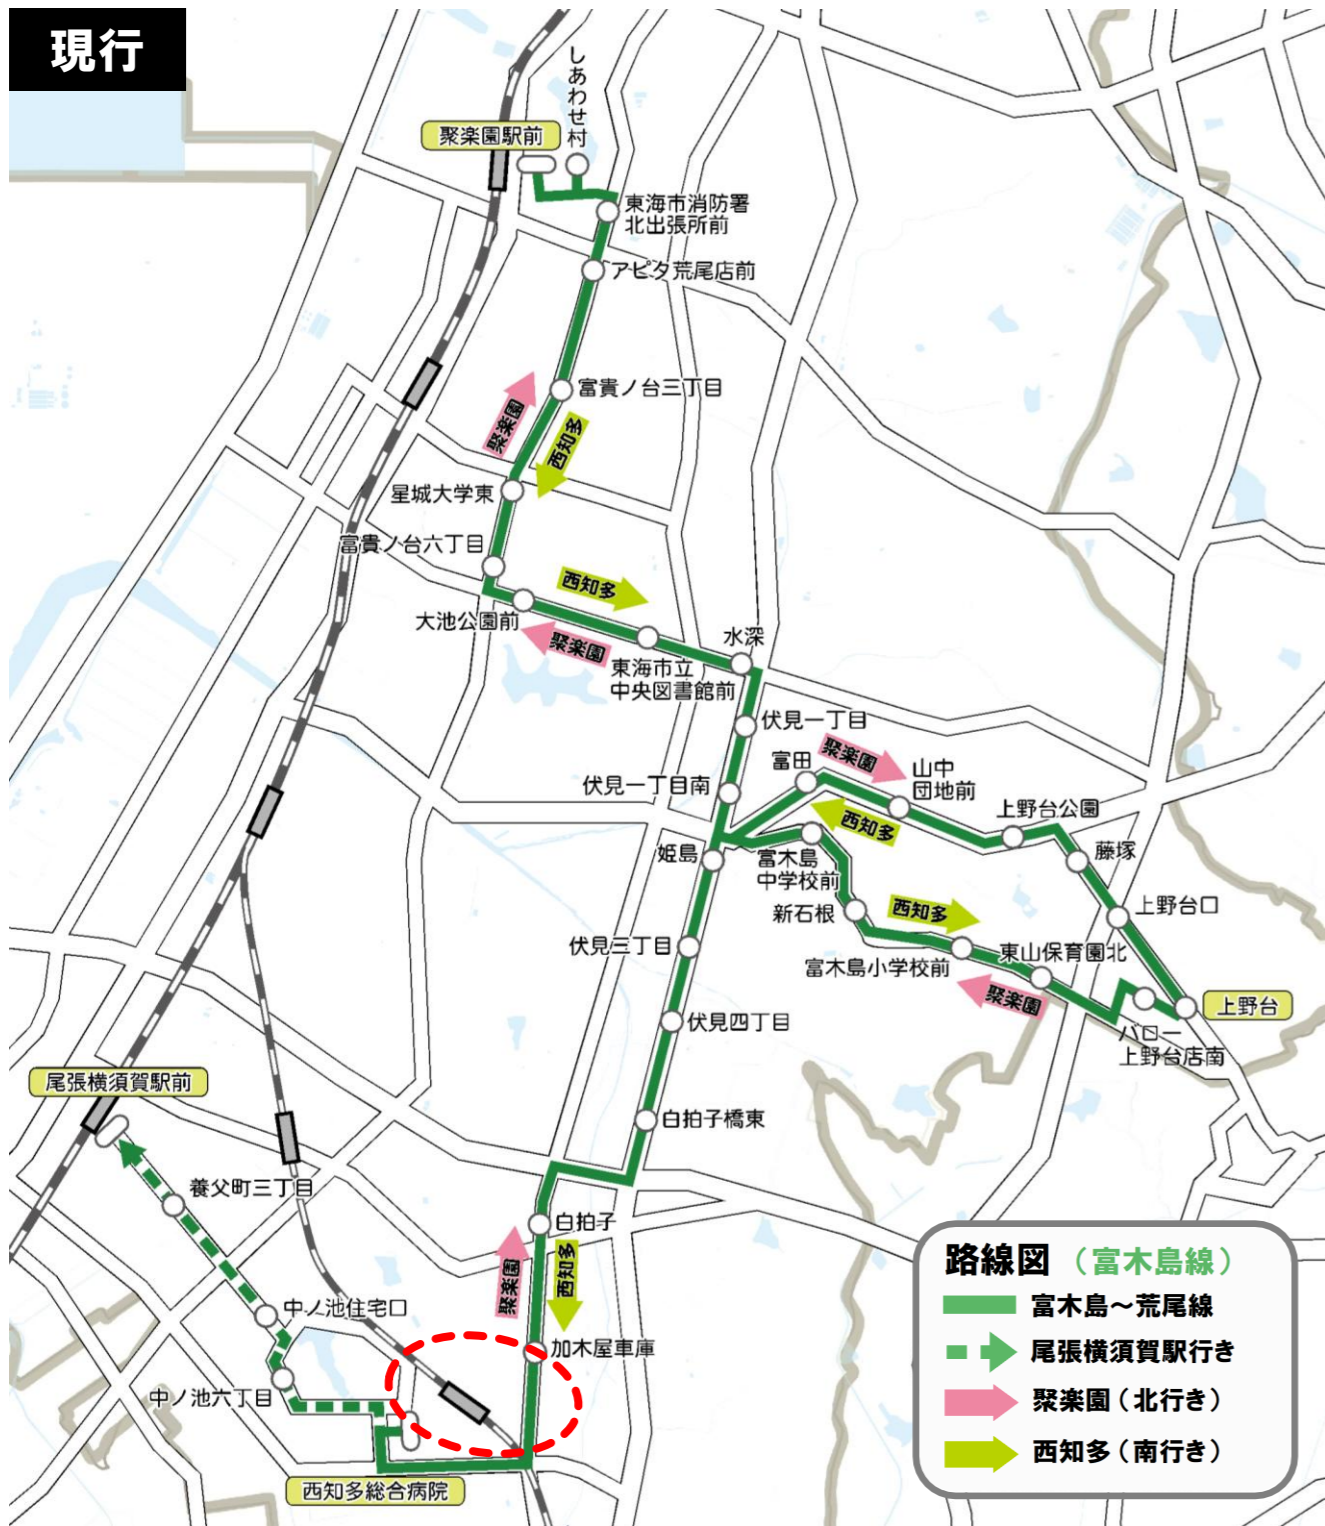 現行
しあわせ村
聚楽園駅前
東海市消防署
北出張所前
アピタ荒尾店前
富貴ノ台三丁目
聚楽園
西知多
星城大学東
富貴ノ台六丁目
西知多
大池公園前
聚楽園
東海市立
中央図書館前
水深
伏見一丁目
聚楽園
富田
山中
団地前
伏見一丁目南
西知多
上野台公園
姫島
富木島
中学校前
藤塚
新石根
西知多
上野台口
伏見三丁目
富木島小学校前
東山保育園北
聚楽園
上野台
伏見四丁目
バロー
上野台店南
尾張横須賀駅前
白拍子橋東
養父町三丁目
白拍子
聚楽園
西知多
中ノ池住宅口
加木屋車庫
中ノ池六丁目
西知多総合病院
路線図（富木島線）
富木島～荒尾線
尾張横須賀駅行き
聚楽園（北行き）
西知多（南行き）